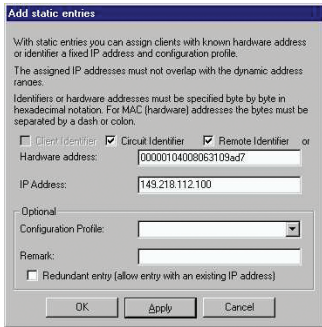 Add static entries
With static entries you can assign clients with known hardware address
or identifier a fixed IP address and configuration profile.
The assigned IP addresses must not overlap with the dynamic address
ranges.
Identifiers or hardware addresses must be specified byte by byte in
hexadecimal notation. For MAC (hardware) addresses the bytes must be
separated by a dash or colon.
Client Identifier Circuit Identifier Remote Identifier or
Hardware address: 00000104008063109ad7
IP Address: 149.218.112.100
Optional
Configuration Profile:
Remark:
Redundant entry (allow entry with an existing IP address)
OK Apply Cancel